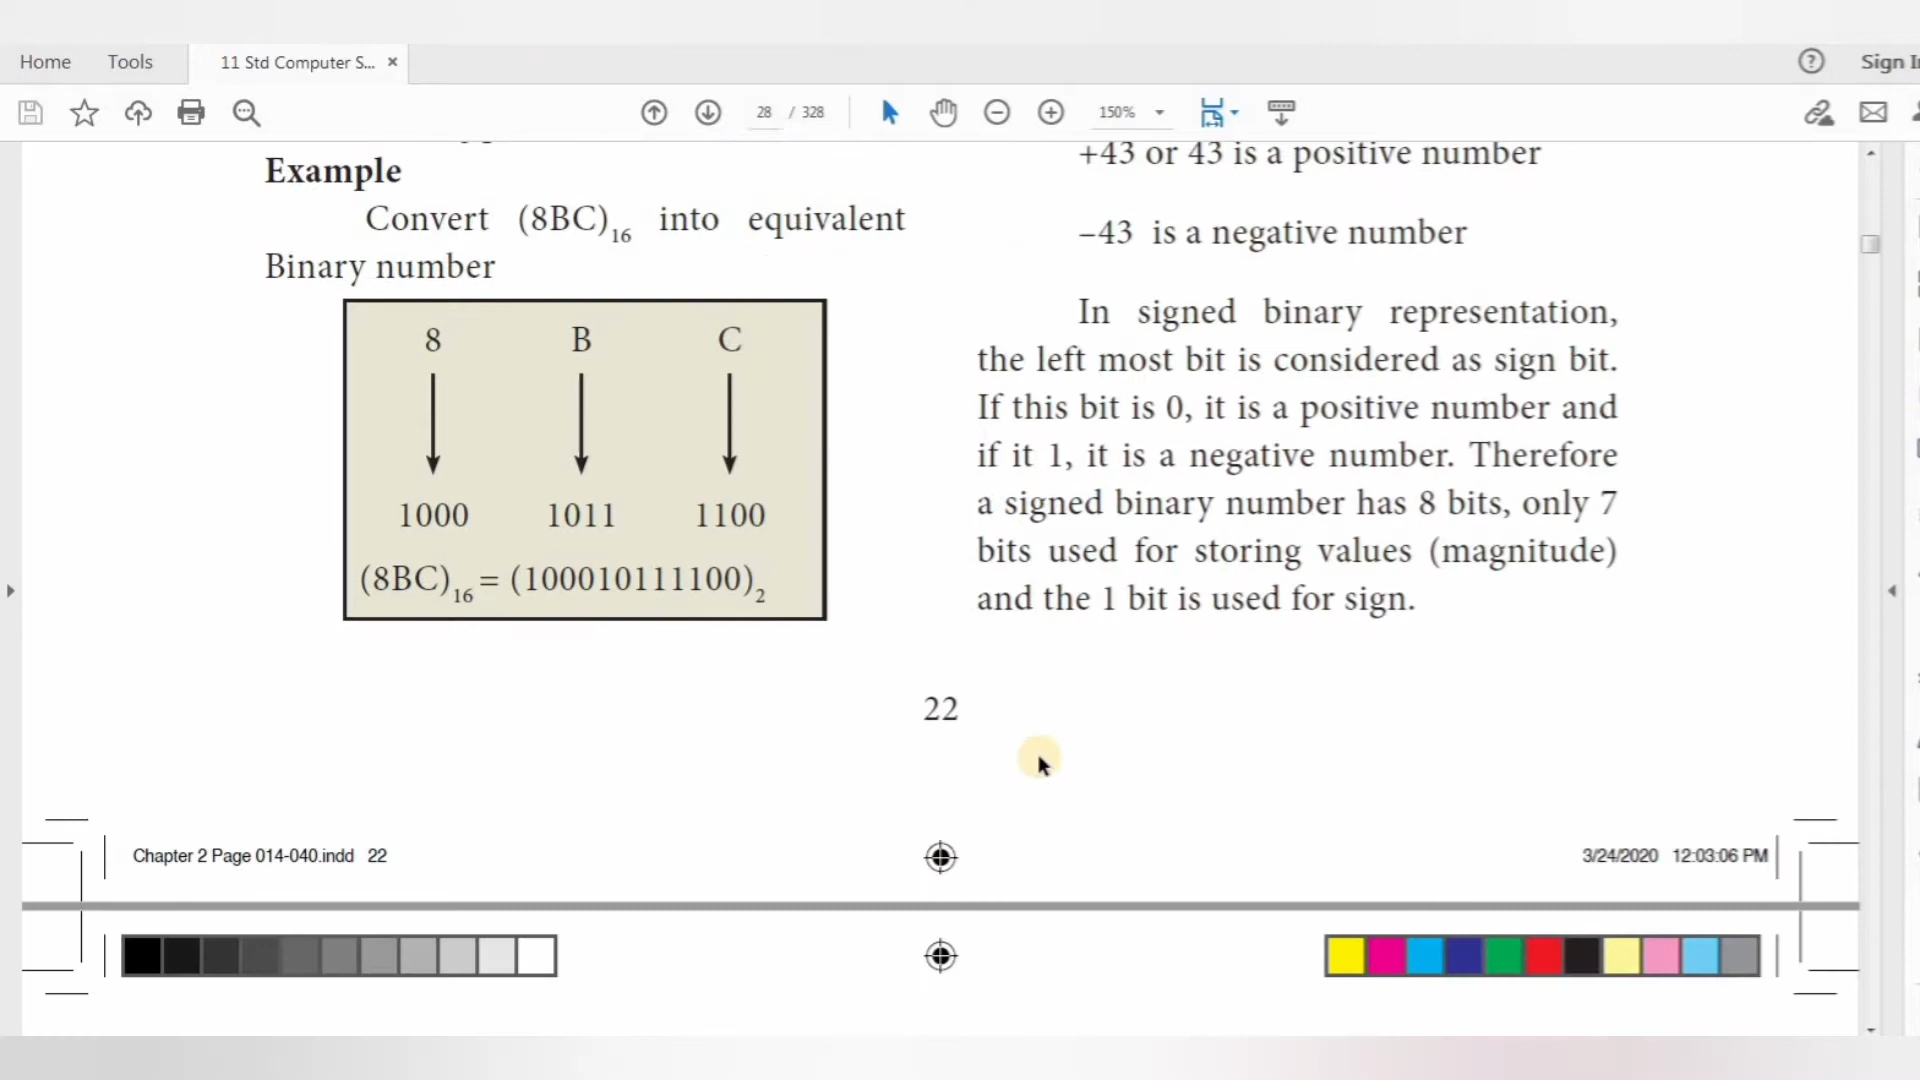 Home
Tools
11 Std Computer S... ×
Sign I
28 / 328
150%
Example
Convert (8BC)16 into equivalent
Binary number
8 B C
1000 1011 1100
(8BC)16 = (100010111100)2
+43 or 43 is a positive number
–43 is a negative number
In signed binary representation,
the left most bit is considered as sign bit.
If this bit is 0, it is a positive number and
if it 1, it is a negative number. Therefore
a signed binary number has 8 bits, only 7
bits used for storing values (magnitude)
and the 1 bit is used for sign.
22
Chapter 2 Page 014-040.indd 22
3/24/2020 12:03:06 PM